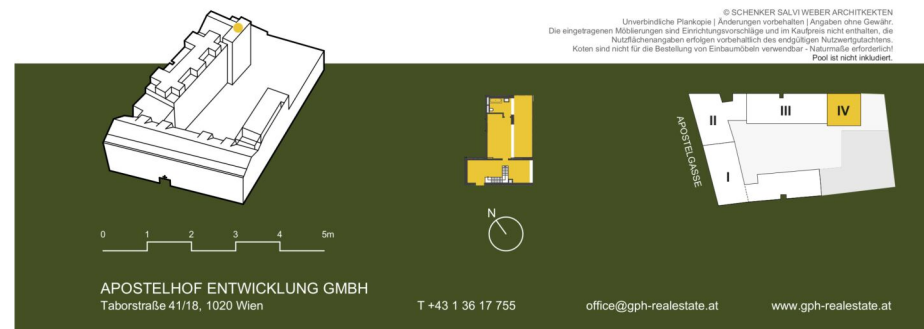 © SCHENKER SALVI WEBER ARCHITKEKTEN
Unverbindliche Plankopie | Änderungen vorbehalten | Angaben ohne Gewähr.
Die eingetragenen Möblierungen sind Einrichtungsvorschläge und im Kaufpreis nicht enthalten, die
Nutzflächenangaben erfolgen vorbehaltlich des endgültigen Nutzwertgutachtens.
Koten sind nicht für die Bestellung von Einbaumöbeln verwendbar - Naturmaße erforderlich!
Pool ist nicht inkludiert.
II
III
IV
APOSTELGASSE
I
N
0 1 2 3 4 5m
APOSTELHOF ENTWICKLUNG GMBH
Taborstraße 41/18, 1020 Wien
T +43 1 36 17 755
office@gph-realestate.at
www.gph-realestate.at